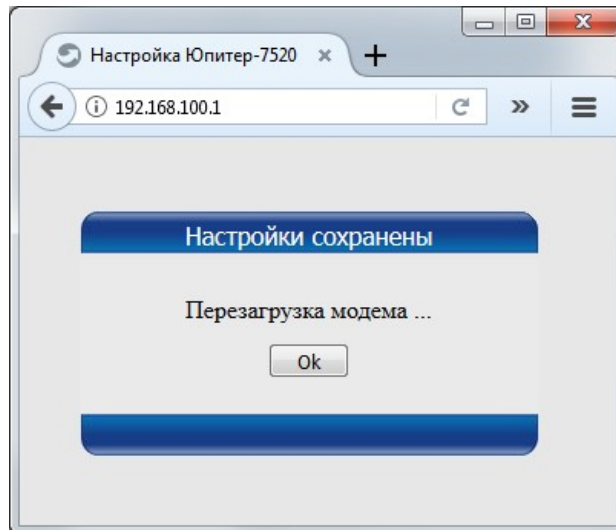 Настройка Юпитер-7520
192.168.100.1
Настройки сохранены
Перезагрузка модема ...
Ok